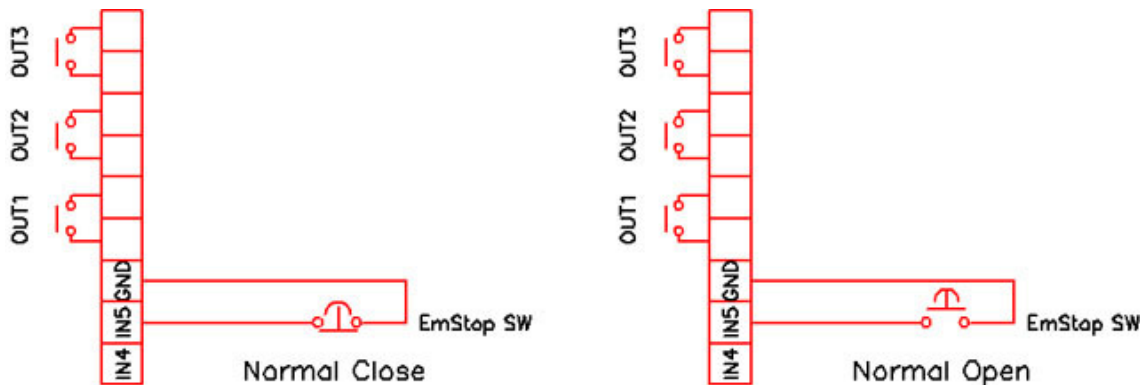 OUT3
OUT2
OUT1
GND
IN5
IN4
EmStop SW
Normal Close
OUT3
OUT2
OUT1
GND
IN5
IN4
EmStop SW
Normal Open